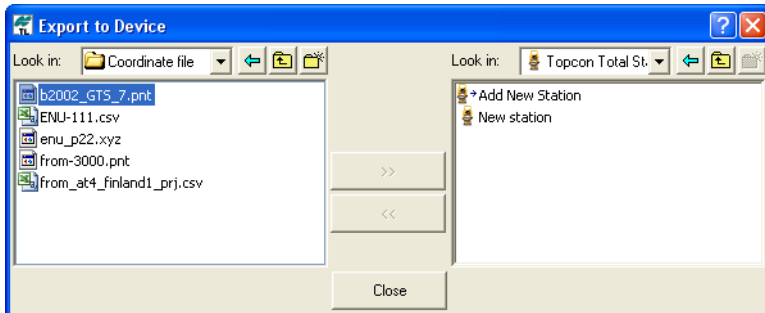 TL Export to Device
Look in: Coordinate file
b2002_GTS_7.pnt
ENU-111.csv
enu_p22.xyz
from-3000.pnt
from_at4_finland1_prj.csv
>>
<<
Close
Look in: Topcon Total St.
Add New Station
New station